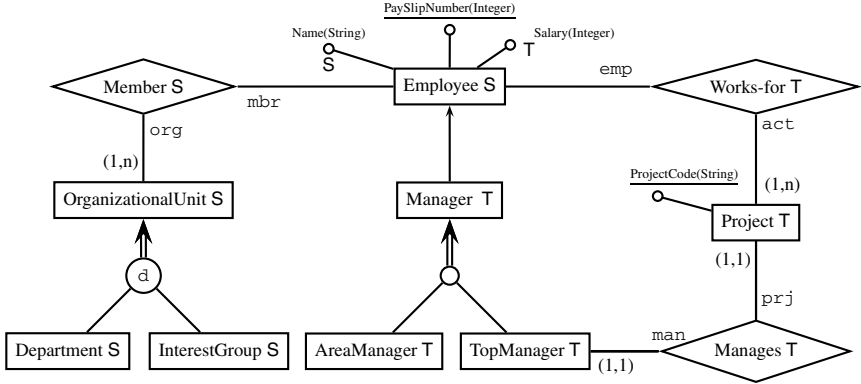 PaySlipNumber(Integer)
Name(String)
Salary(Integer)
S
T
Member S
Employee S
emp
Works-for T
mbr
org
act
(1,n)
ProjectCode(String)
(1,n)
OrganizationalUnit S
Manager T
Project T
(1,1)
d
prj
man
Department S
InterestGroup S
AreaManager T
TopManager T
(1,1)
Manages T